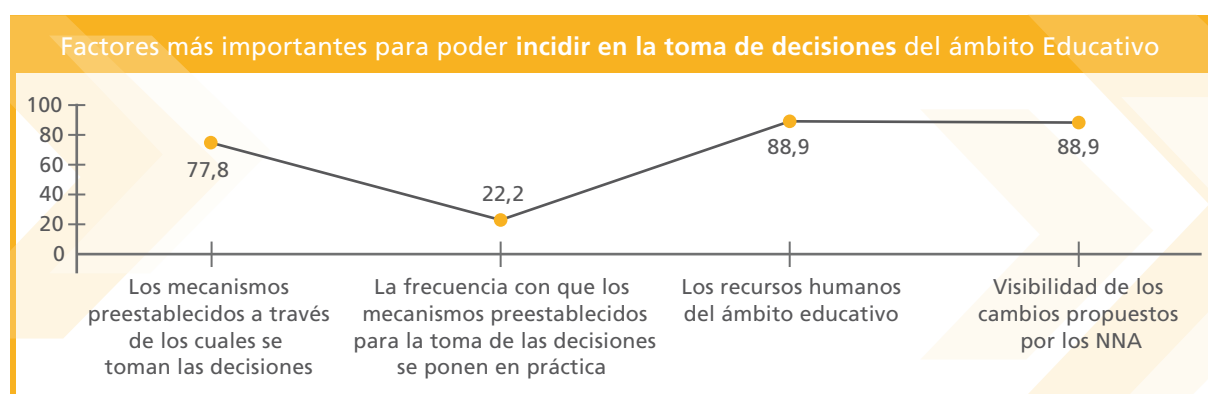 Factores más importantes para poder incidir en la toma de decisiones del ámbito Educativo
100
80
60
40
20
0
77,8
22,2
88,9
88,9
Los mecanismos
preestablecidos a través
de los cuales se
toman las decisiones
La frecuencia con que los
mecanismos preestablecidos
para la toma de las decisiones
se ponen en práctica
Los recursos humanos
del ámbito educativo
Visibilidad de los
cambios propuestos
por los NNA